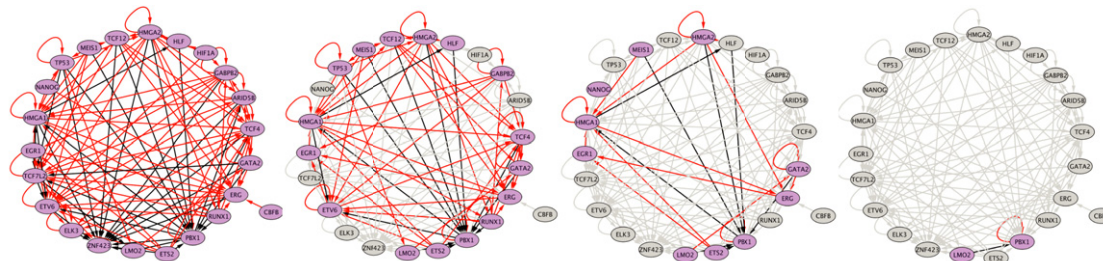 HMGA2
TCF12
HLF
MEIS1
HIF1A
TP53
GABPB2
NANOG
ARID5B
HMGA1
TCF4
EGR1
GATA2
TCF7L2
ERG
ETV6
RUNX1
CBFB
ELK3
PBX1
ZNF423
LMO2
ETS2
HMGA2
TCF12
HLF
MEIS1
HIF1A
TP53
GABPB2
NANOG
ARID5B
HMGA1
TCF4
EGR1
GATA2
TCF7L2
ERG
ETV6
RUNX1
CBFB
ELK3
PBX1
ZNF423
LMO2
ETS2
HMGA2
TCF12
HLF
MEIS1
HIF1A
TP53
GABPB2
NANOG
ARID5B
HMGA1
TCF4
EGR1
GATA2
TCF7L2
ERG
ETV6
RUNX1
CBFB
ELK3
PBX1
ZNF423
LMO2
ETS2
HMGA2
TCF12
HLF
MEIS1
HIF1A
TP53
GABPB2
NANOG
ARID5B
HMGA1
TCF4
EGR1
GATA2
TCF7L2
ERG
ETV6
RUNX1
CBF
ELK3
PBX1
ZNF423
LMO2
ETS2